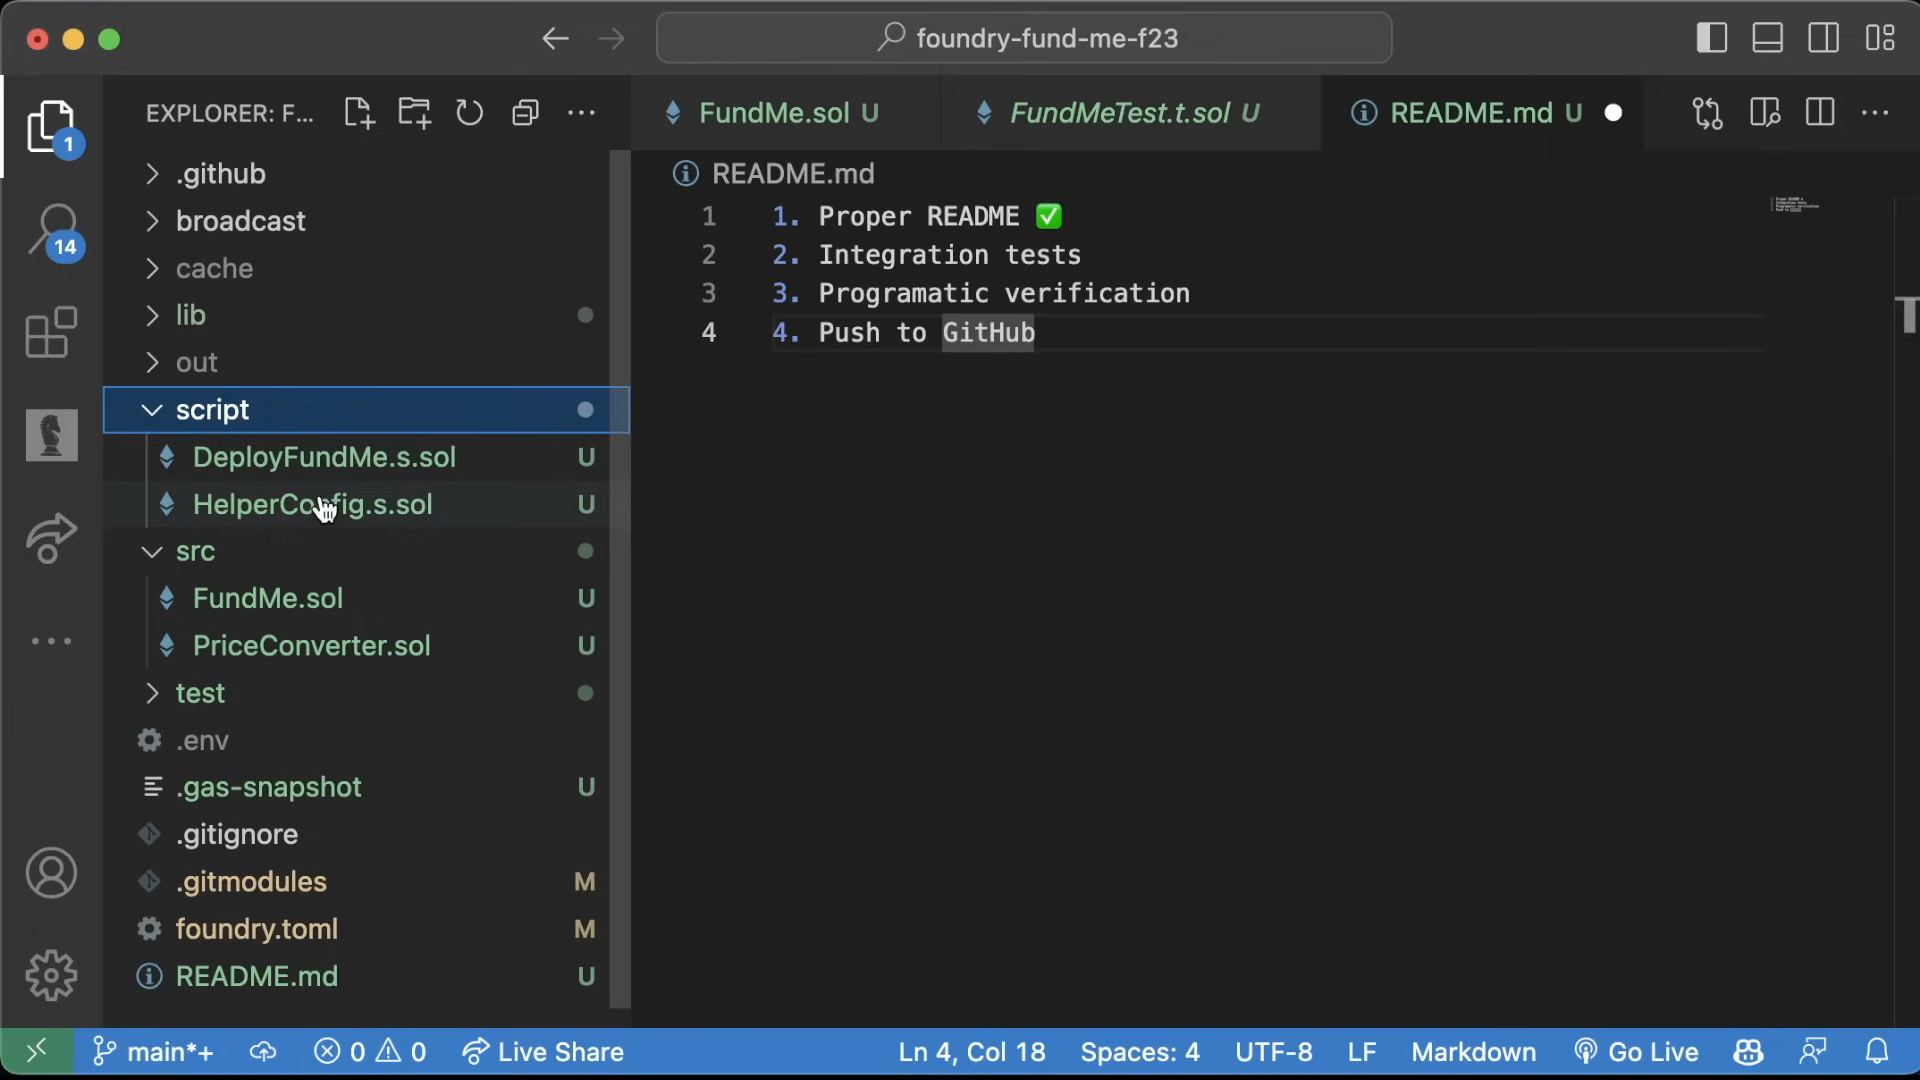 foundry-fund-me-f23
EXPLORER: F...
FundMe.sol U
FundMeTest.t.sol U
README.md U
1
14
.github
broadcast
cache
lib
out
script
DeployFundMe.s.sol U
HelperConfig.s.sol U
src
FundMe.sol U
PriceConverter.sol U
test
.env
.gas-snapshot U
.gitignore
.gitmodules M
foundry.toml M
README.md U
README.md
1 1. Proper README ✅
2 2. Integration tests
3 3. Programatic verification
4 4. Push to GitHub
main*+ 0 0 Live Share Ln 4, Col 18 Spaces: 4 UTF-8 LF Markdown Go Live